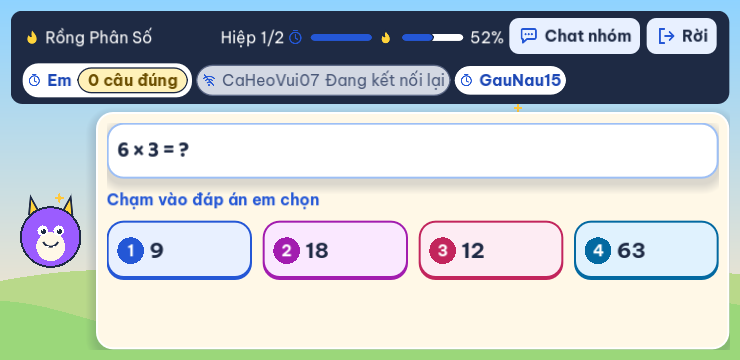 Rồng Phân Số
Hiệp 1/2
52%
Chat nhóm
Rời
Em
0 câu đúng
CaHeoVui07 Đang kết nối lại
GauNau15
6 × 3 = ?
Chạm vào đáp án em chọn
1 9
2 18
3 12
4 63